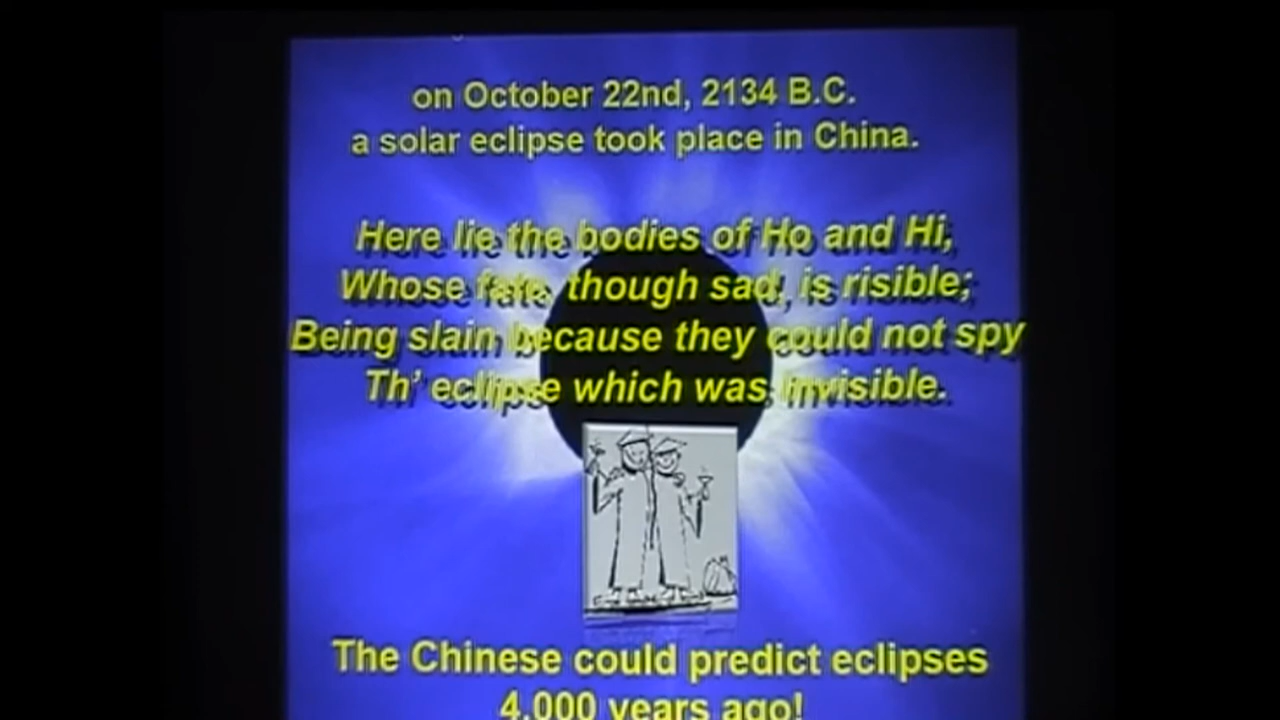 on October 22nd, 2134 B.C.
a solar eclipse took place in China.
Here lie the bodies of Ho and Hi,
Whose fate, though sad, is risible;
Being slain because they could not spy
Th' eclipse which was invisible.
The Chinese could predict eclipses
4,000 years ago!